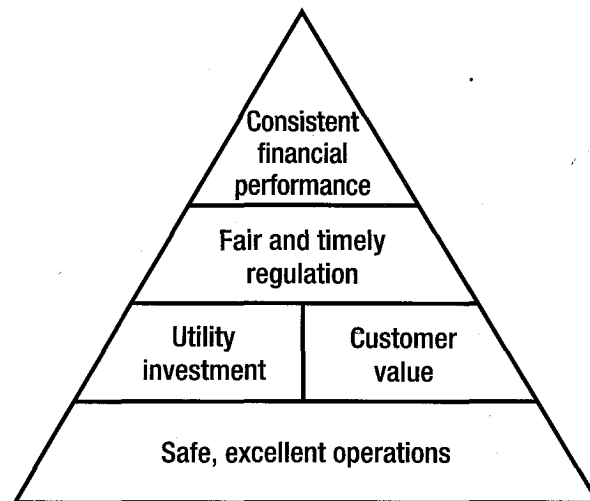 Consistent
financial
performance
Fair and timely
regulation
Utility
investment
Customer
value
Safe, excellent operations